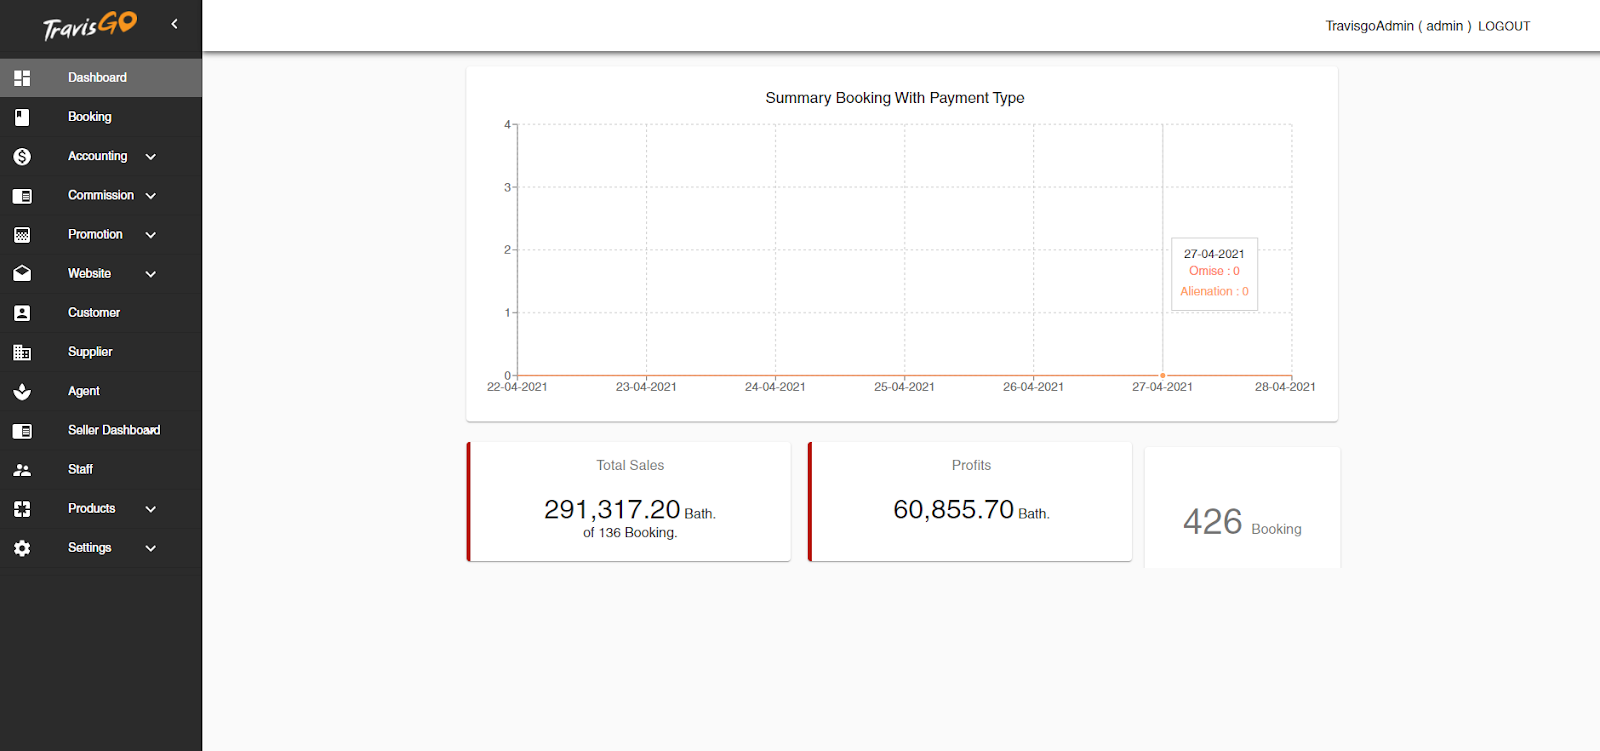 TravisGO
TravisgoAdmin ( admin ) LOGOUT
Dashboard
Booking
Accounting
Commission
Promotion
Website
Customer
Supplier
Agent
Seller Dashboard
Staff
Products
Settings
Summary Booking With Payment Type
4
3
2
1
0
22-04-2021 23-04-2021 24-04-2021 25-04-2021 26-04-2021 27-04-2021 28-04-2021
27-04-2021
Omise : 0
Alienation : 0
Total Sales
291,317.20 Bath.
of 136 Booking.
Profits
60,855.70 Bath.
426 Booking